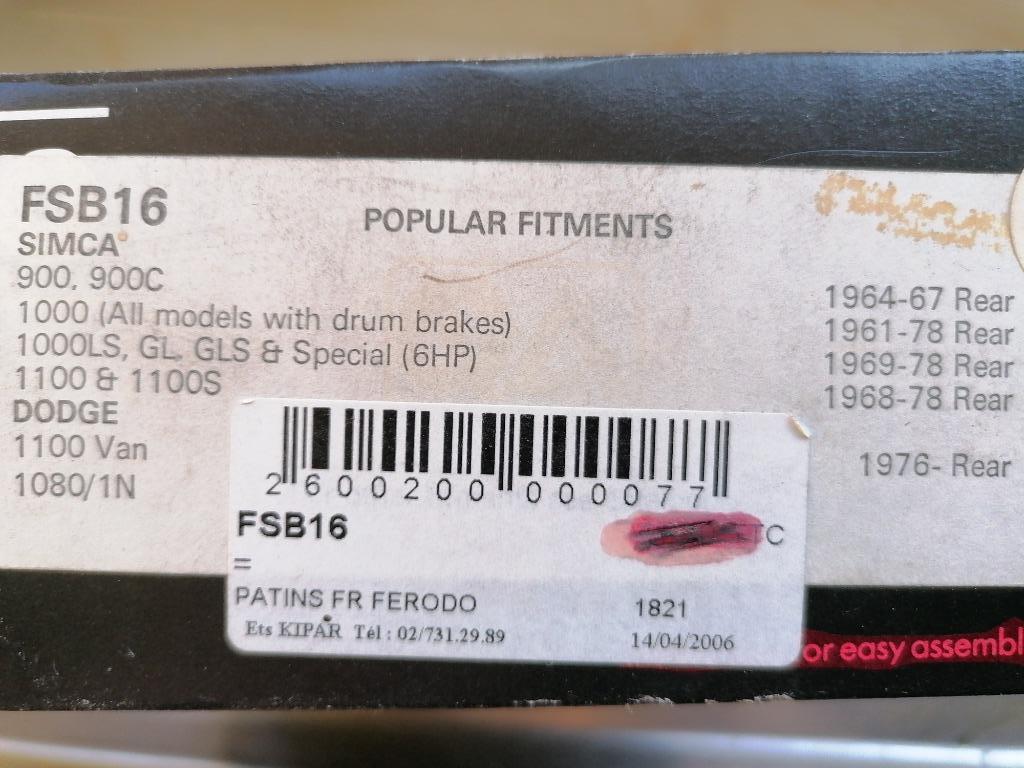 FSB16
POPULAR FITMENTS
SIMCA
900, 900C 1964-67 Rear
1000 (All models with drum brakes) 1961-78 Rear
1000LS, GL, GLS & Special (6HP) 1969-78 Rear
1100 & 1100S 1968-78 Rear
DODGE
1100 Van 1976- Rear
1080/1N
2 600200 000077
FSB16 C
=
PATINS FR FERODO 1821
Ets KIPAR Tél : 02/731.29.89 14/04/2006
or easy assembl